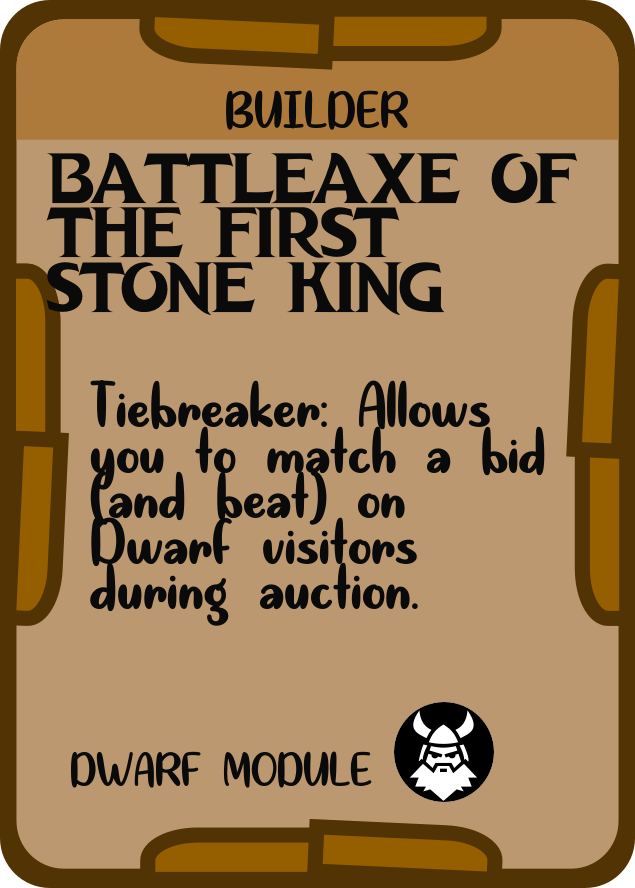 BUILDER
BATTLEAXE OF
THE FIRST
STONE KING
Tiebreaker: Allows
you to match a bid
(and beat) on
Dwarf visitors
during auction.
DWARF MODULE